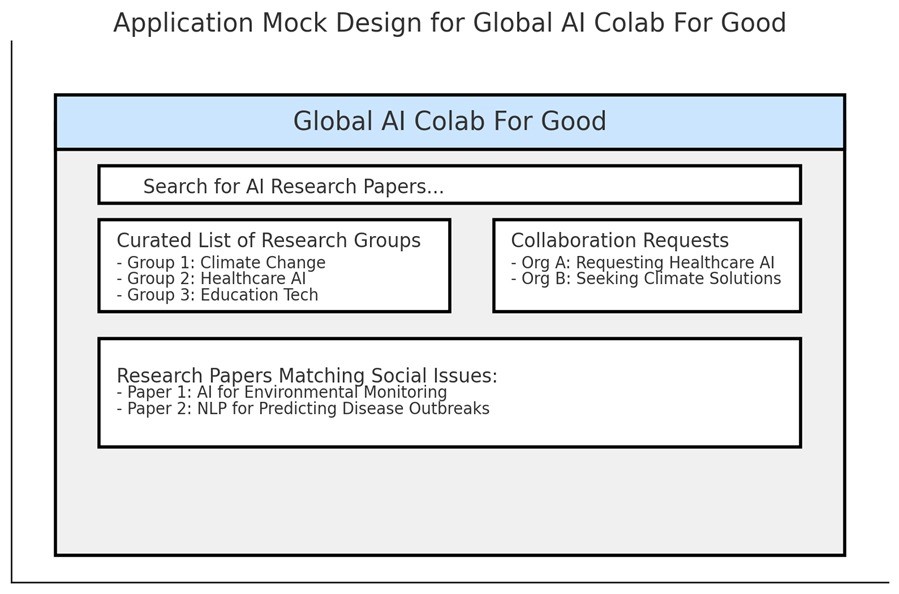 Application Mock Design for Global AI Colab For Good
Global AI Colab For Good
Search for AI Research Papers...
Curated List of Research Groups
- Group 1: Climate Change
- Group 2: Healthcare AI
- Group 3: Education Tech
Collaboration Requests
- Org A: Requesting Healthcare AI
- Org B: Seeking Climate Solutions
Research Papers Matching Social Issues:
- Paper 1: AI for Environmental Monitoring
- Paper 2: NLP for Predicting Disease Outbreaks